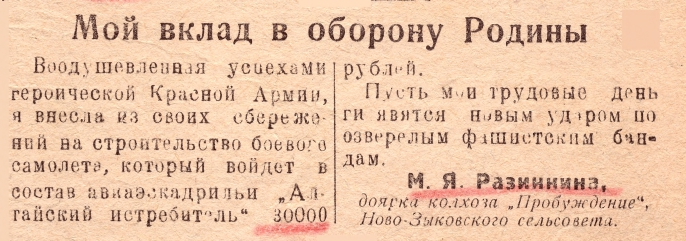 Мой вклад в оборону Родины
Воодушевленная успехами
героической Красной Армии,
я внесла из своих сбереже-
ний на строительство боевого
самолета, который войдет в
состав авиаэскадрильи „Ал-
тайский истребитель“ 30000
рублей.
Пусть мои трудовые день
ги явятся новым ударом по
озверелым фашистским бан-
дам.
М. Я. Разинкина,
доярка колхоза „Пробуждение“,
Ново-Зыковского сельсовета.